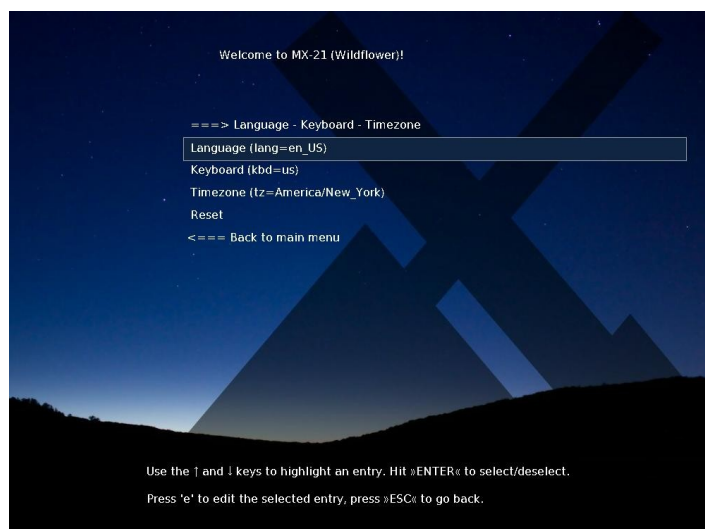 Welcome to MX-21 (Wildflower)!
===> Language - Keyboard - Timezone
Language (lang=en_US)
Keyboard (kbd=us)
Timezone (tz=America/New_York)
Reset
<=== Back to main menu
Use the ↑ and ↓ keys to highlight an entry. Hit »ENTER« to select/deselect.
Press 'e' to edit the selected entry, press »ESC« to go back.